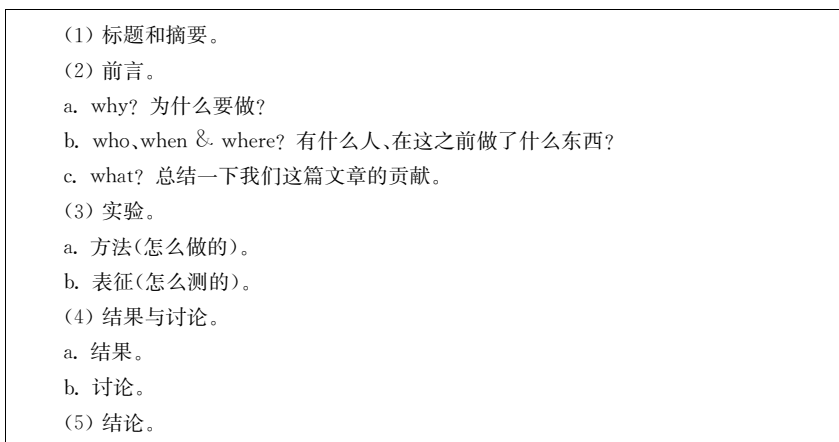 (1) 标题和摘要。
(2) 前言。
a. why? 为什么要做?
b. who、when & where? 有什么人、在这之前做了什么东西?
c. what? 总结一下我们这篇文章的贡献。
(3) 实验。
a. 方法(怎么做的)。
b. 表征(怎么测的)。
(4) 结果与讨论。
a. 结果。
b. 讨论。
(5) 结论。